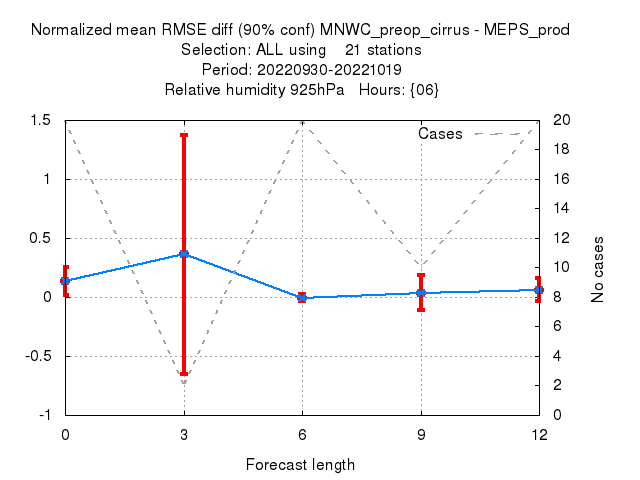 Normalized mean RMSE diff (90% conf) MNWC_preop_cirrus - MEPS_prod
Selection: ALL using    21 stations
Period: 20220930-20221019
Relative humidity 925hPa   Hours: {06}
Cases
1.5
1
0.5
0
-0.5
-1
20
18
16
14
12
10
8
6
4
2
0
No cases
0 3 6 9 12
Forecast length